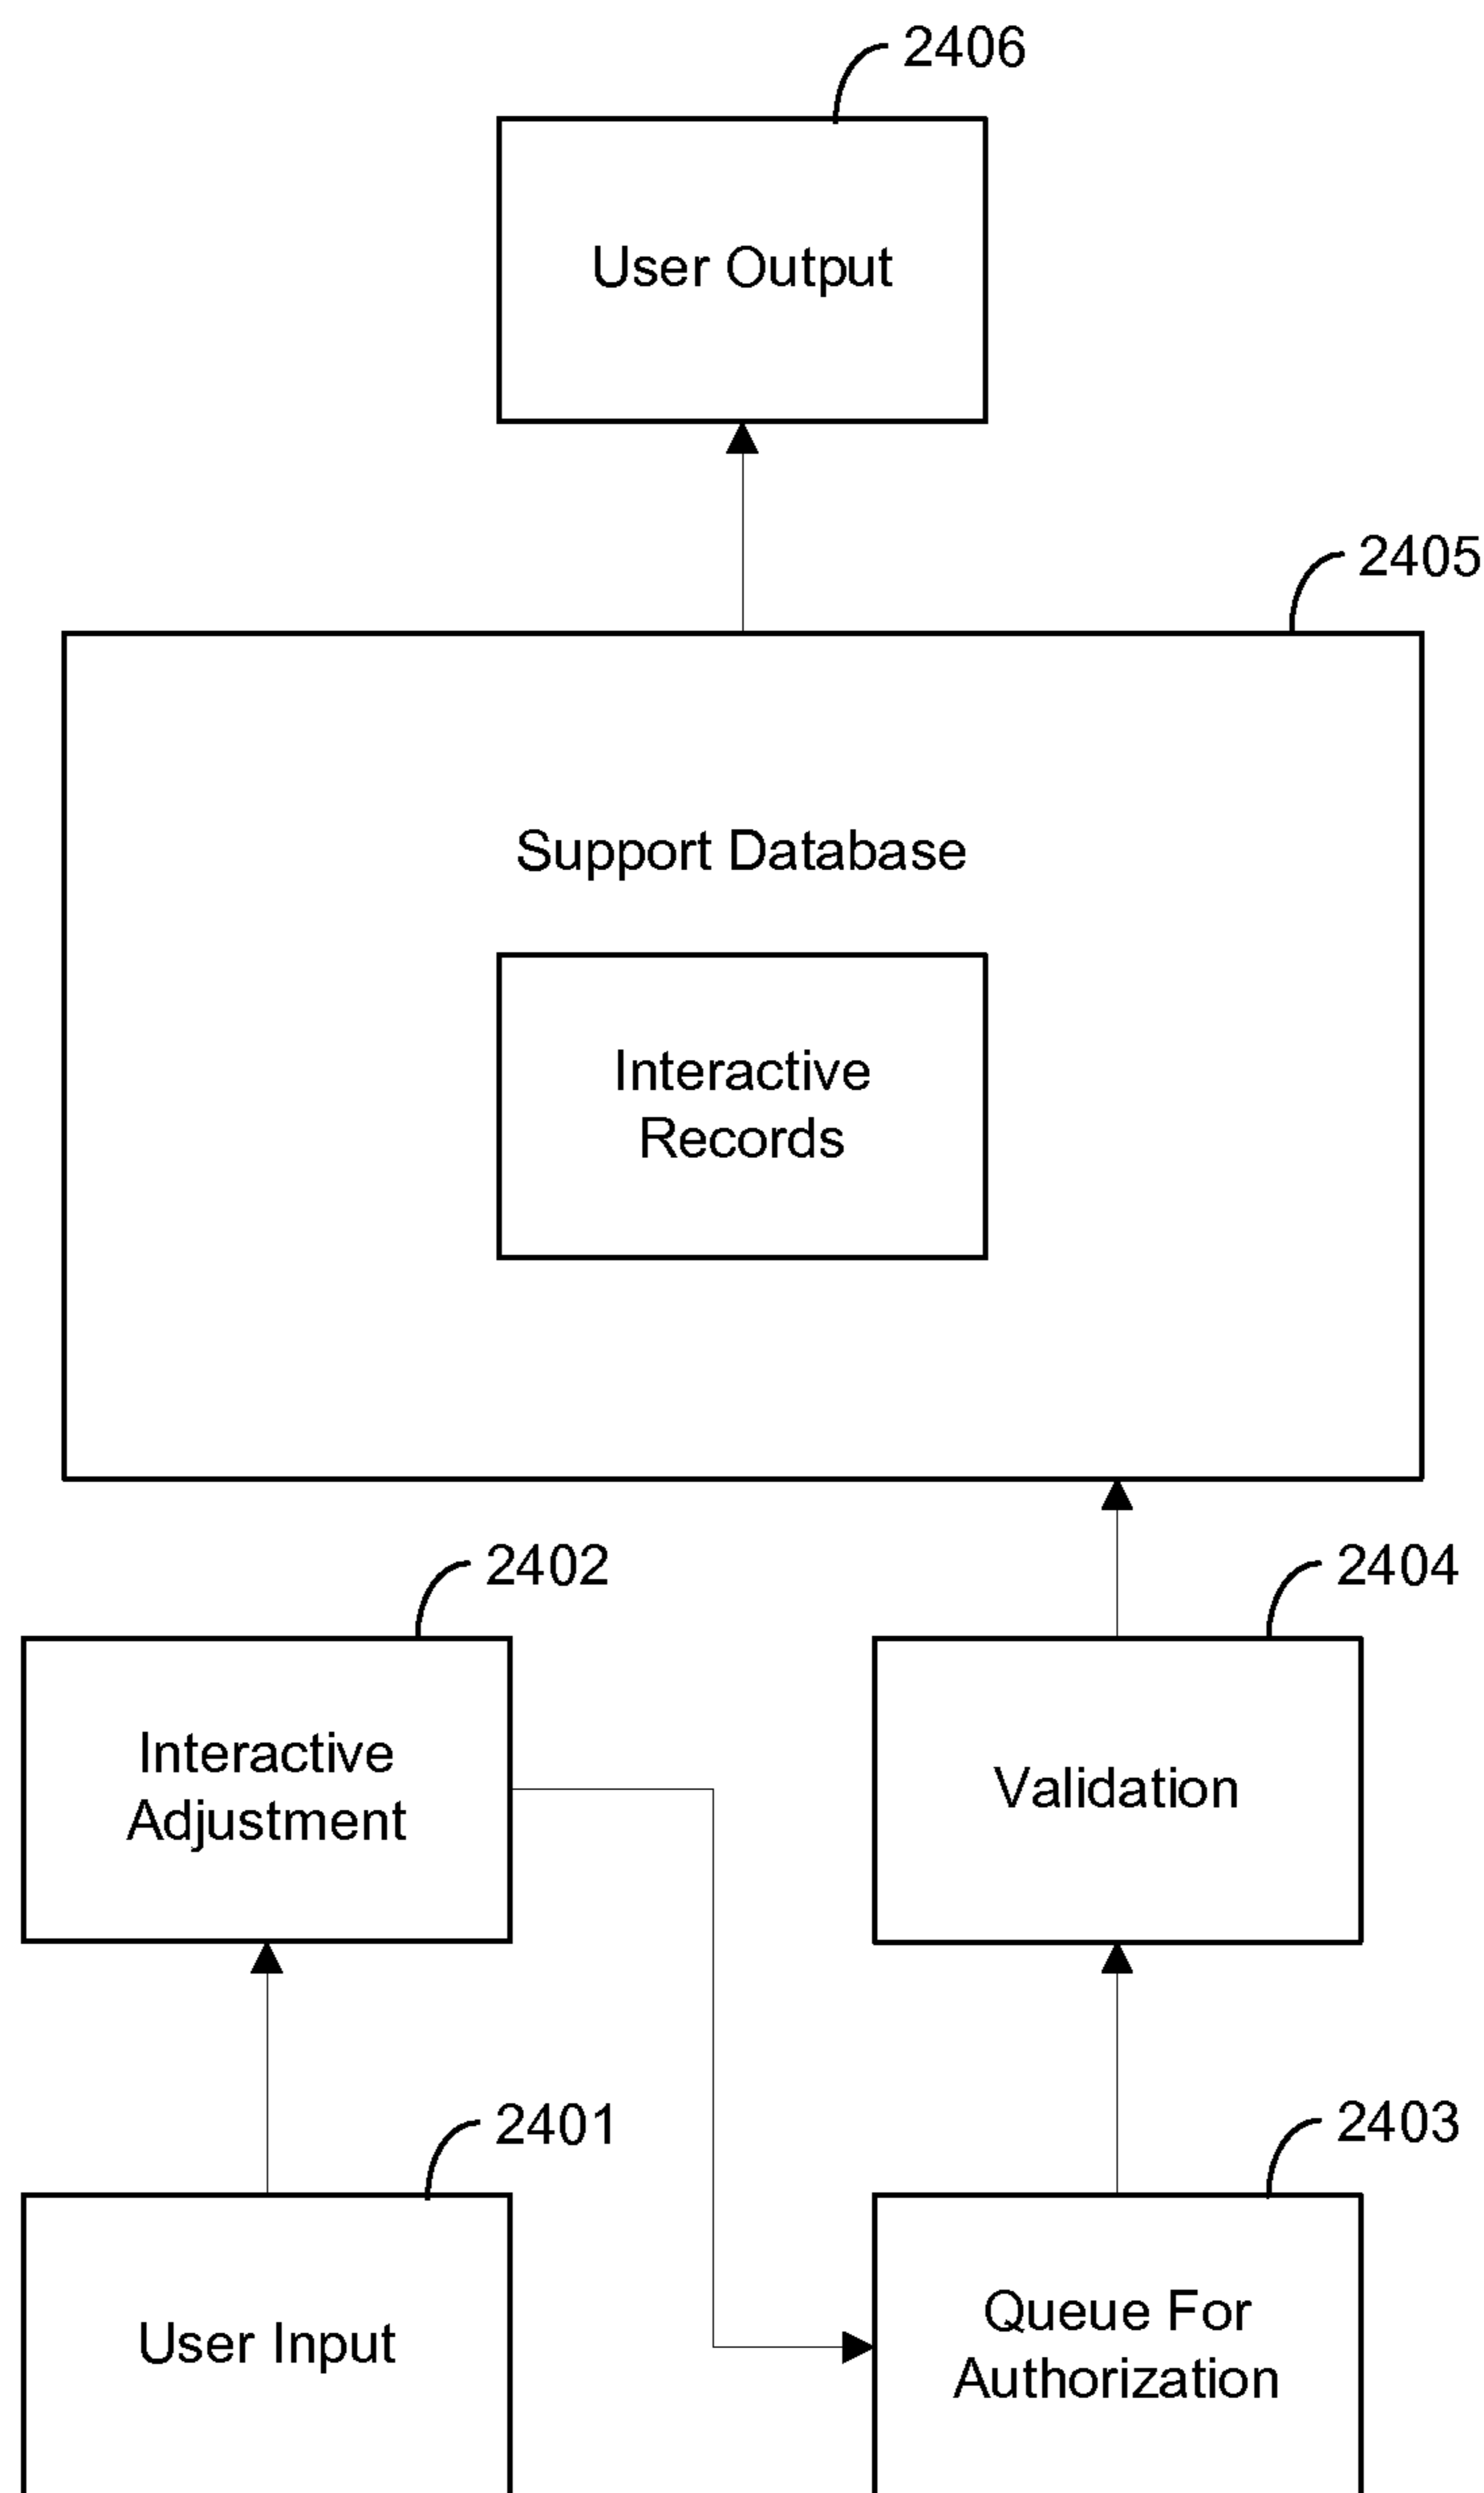 2406
User Output
2405
Support Database
Interactive
Records
2402
2404
Interactive
Adjustment
Validation
2401
2403
User Input
Queue For
Authorization